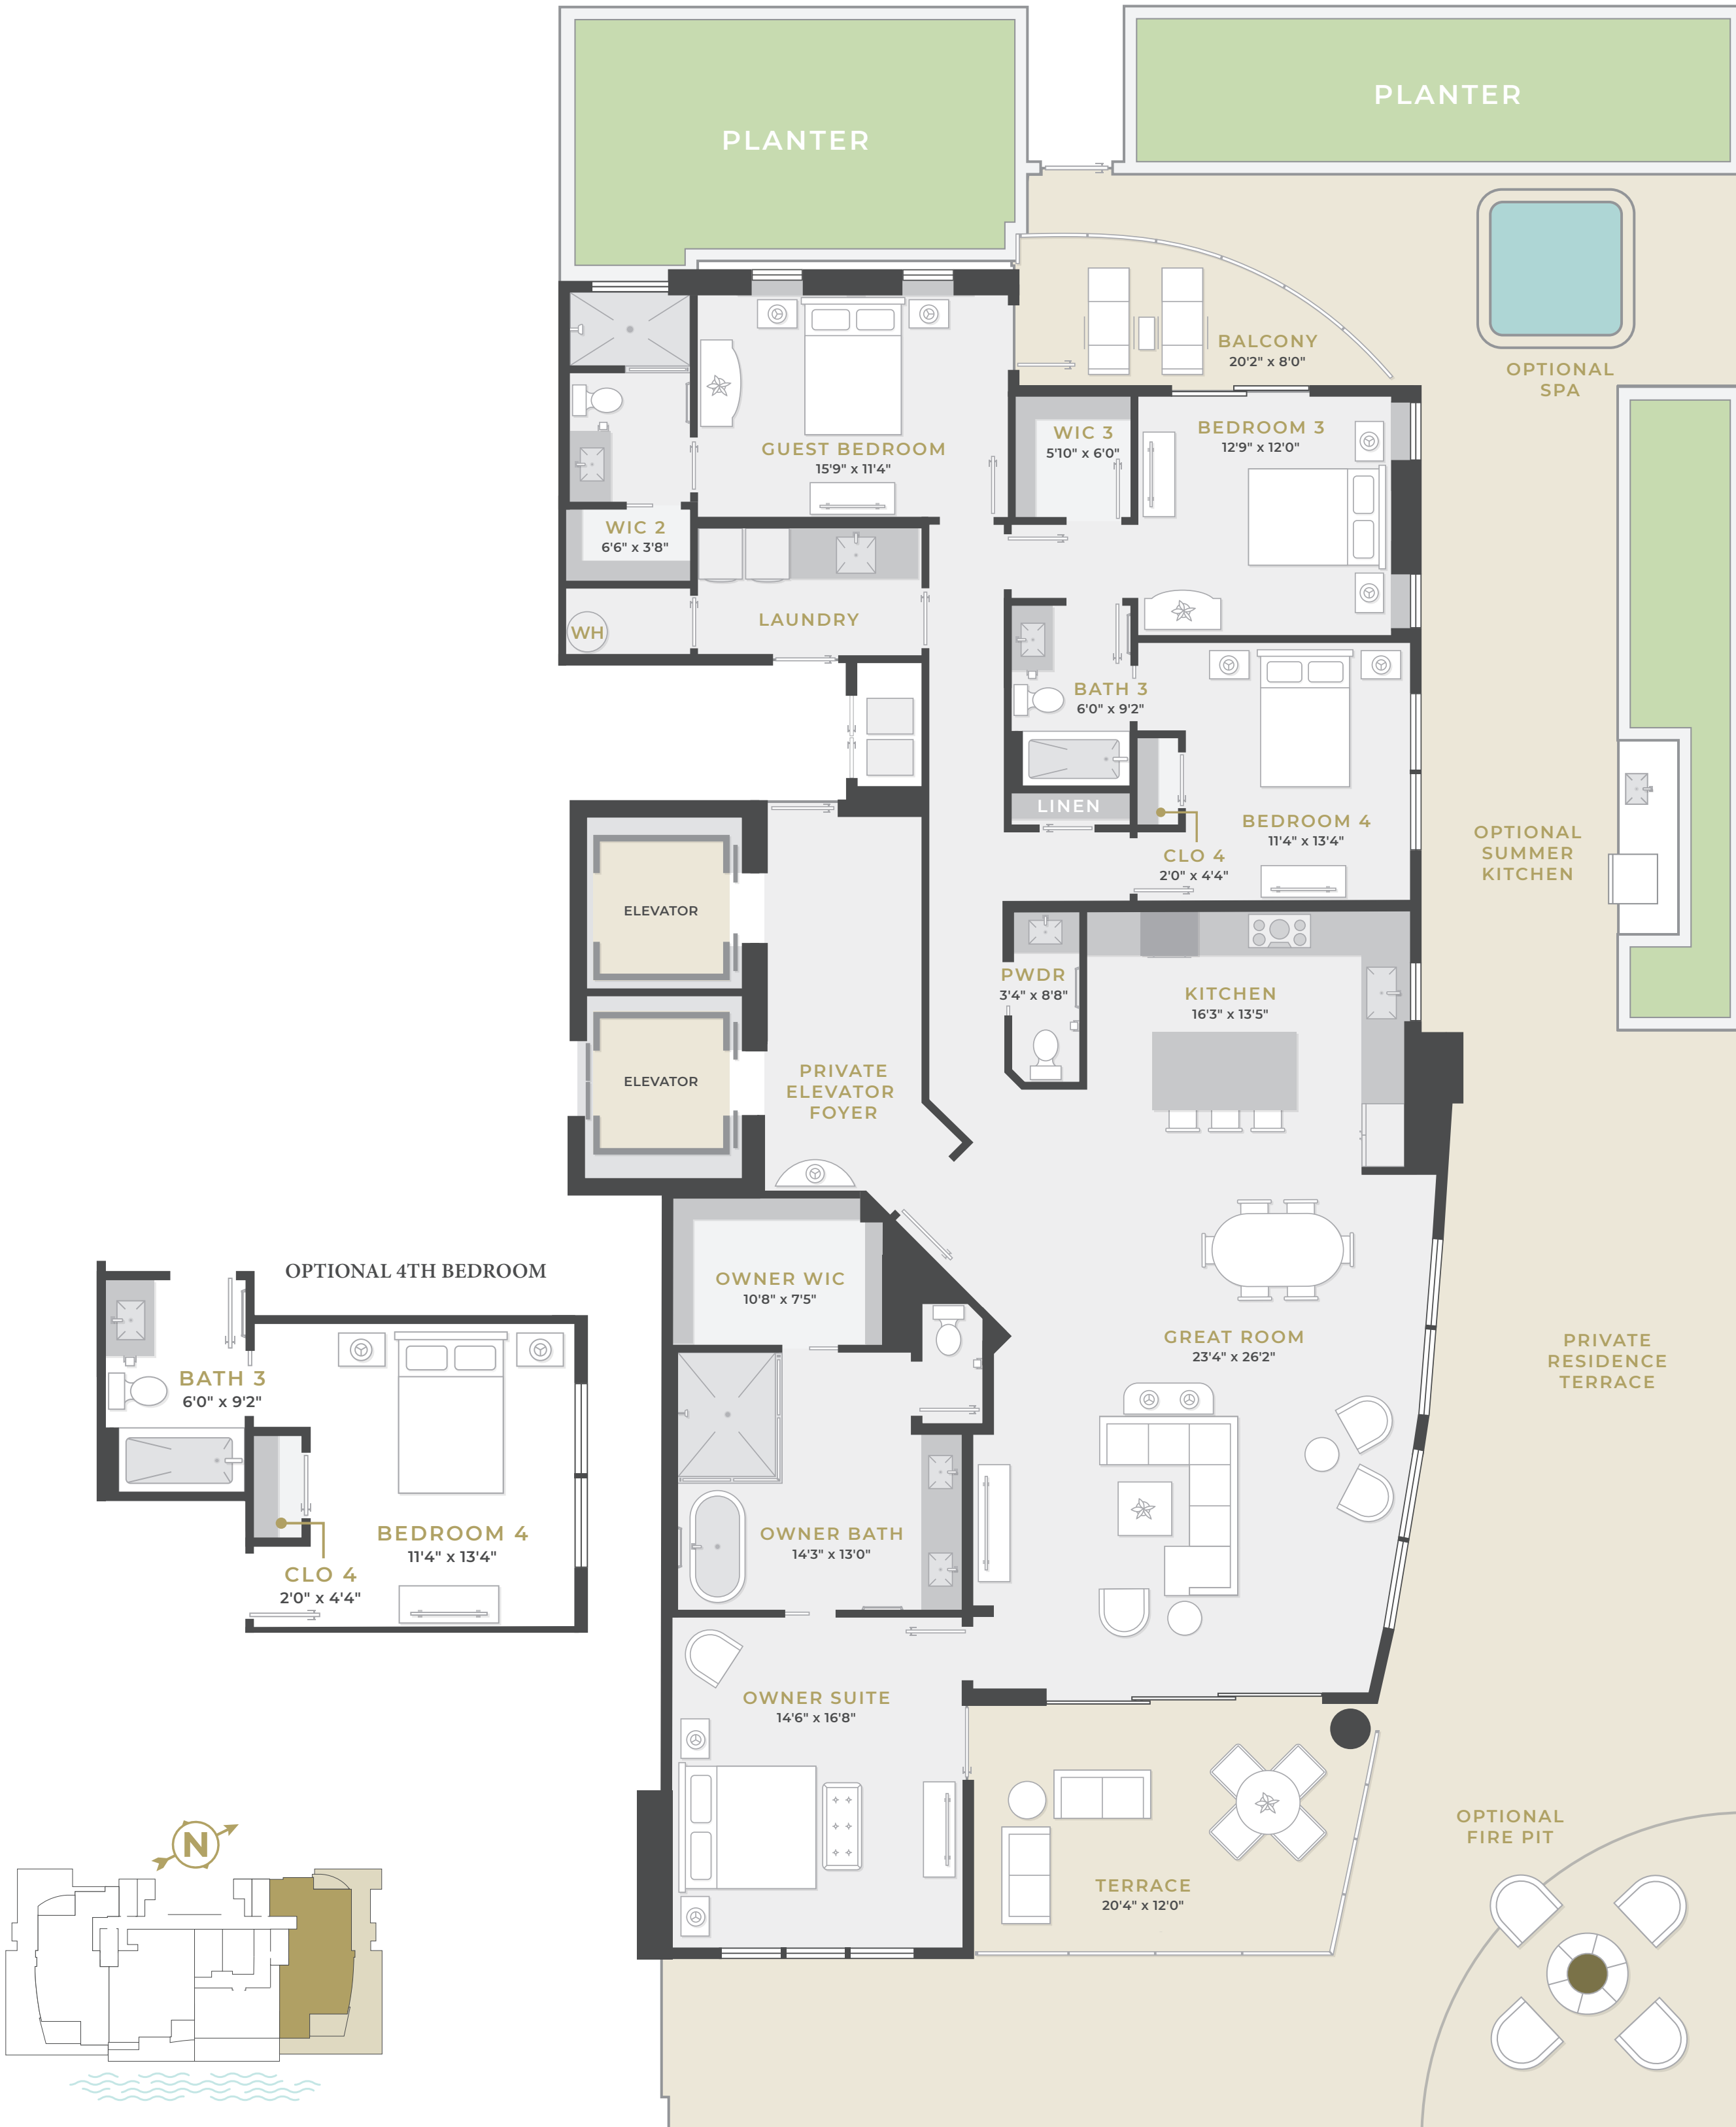 PLANTER
PLANTER
BALCONY
20'2" x 8'0"
OPTIONAL
SPA
GUEST BEDROOM
15'9" x 11'4"
WIC 3
5'10" x 6'0"
BEDROOM 3
12'9" x 12'0"
WIC 2
6'6" x 3'8"
LAUNDRY
WH
BATH 3
6'0" x 9'2"
LINEN
BEDROOM 4
11'4" x 13'4"
CLO 4
2'0" x 4'4"
OPTIONAL
SUMMER
KITCHEN
ELEVATOR
PWDR
3'4" x 8'8"
KITCHEN
16'3" x 13'5"
ELEVATOR
PRIVATE
ELEVATOR
FOYER
OWNER WIC
10'8" x 7'5"
GREAT ROOM
23'4" x 26'2"
PRIVATE
RESIDENCE
TERRACE
OPTIONAL 4TH BEDROOM
BATH 3
6'0" x 9'2"
BEDROOM 4
11'4" x 13'4"
CLO 4
2'0" x 4'4"
OWNER BATH
14'3" x 13'0"
OWNER SUITE
14'6" x 16'8"
OPTIONAL
FIRE PIT
TERRACE
20'4" x 12'0"
N